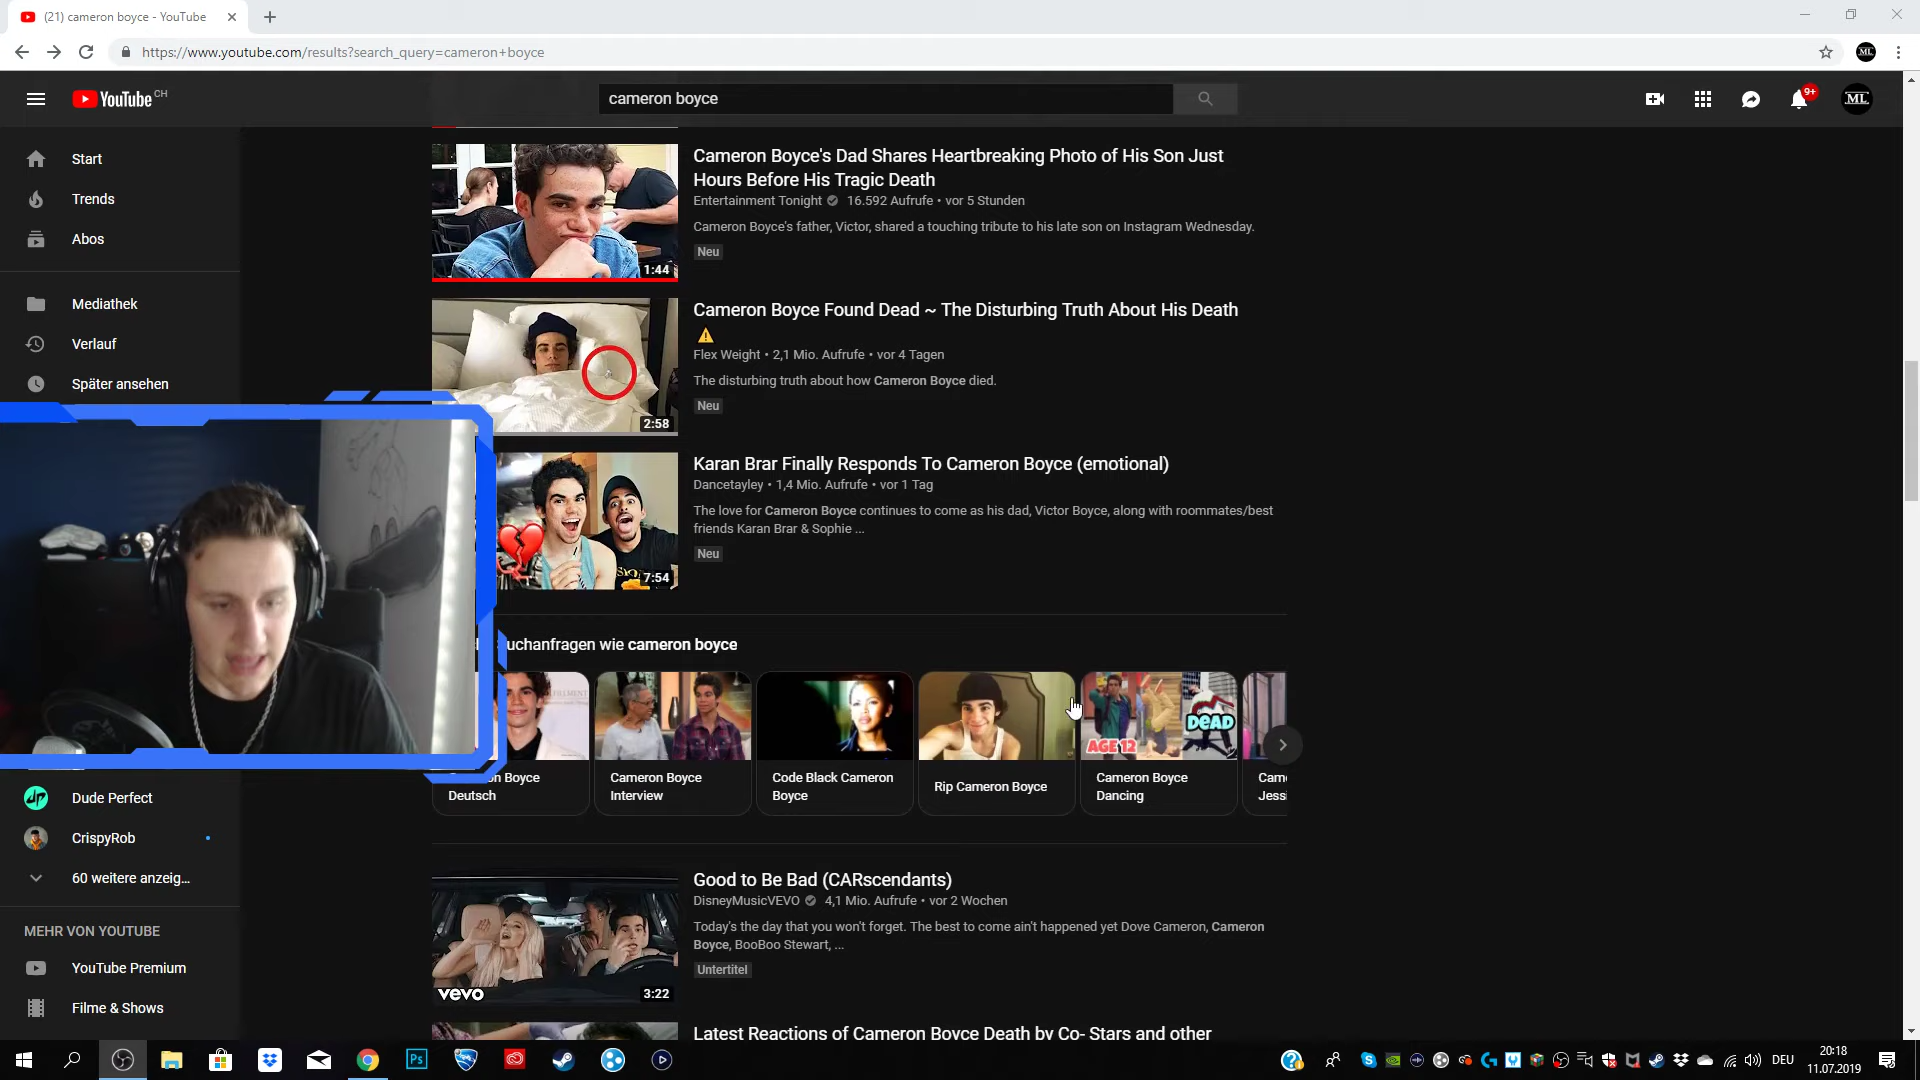 (21) cameron boyce - YouTube
https://www.youtube.com/results?search_query=cameron+boyce
ML
YouTube CH
cameron boyce
9+
ML
Start
Trends
Abos
Mediathek
Verlauf
Später ansehen
Dude Perfect
CrispyRob
60 weitere anzeig...
MEHR VON YOUTUBE
YouTube Premium
Filme & Shows
1:44
Cameron Boyce's Dad Shares Heartbreaking Photo of His Son Just
Hours Before His Tragic Death
Entertainment Tonight 16.592 Aufrufe • vor 5 Stunden
Cameron Boyce's father, Victor, shared a touching tribute to his late son on Instagram Wednesday.
Neu
2:58
Cameron Boyce Found Dead ~ The Disturbing Truth About His Death
⚠
Flex Weight • 2,1 Mio. Aufrufe • vor 4 Tagen
The disturbing truth about how Cameron Boyce died.
Neu
7:54
Karan Brar Finally Responds To Cameron Boyce (emotional)
Dancetayley • 1,4 Mio. Aufrufe • vor 1 Tag
The love for Cameron Boyce continues to come as his dad, Victor Boyce, along with roommates/best
friends Karan Brar & Sophie ...
Neu
uchanfragen wie cameron boyce
n Boyce
Deutsch
Cameron Boyce
Interview
Code Black Cameron
Boyce
Rip Cameron Boyce
AGE 12
DEAD
Cameron Boyce
Dancing
Came
Jessi
vevo
3:22
Good to Be Bad (CARscendants)
DisneyMusicVEVO 4,1 Mio. Aufrufe • vor 2 Wochen
Today's the day that you won't forget. The best to come ain't happened yet Dove Cameron, Cameron
Boyce, BooBoo Stewart, ...
Untertitel
Latest Reactions of Cameron Boyce Death by Co- Stars and other
Ps
DEU
20:18
11.07.2019